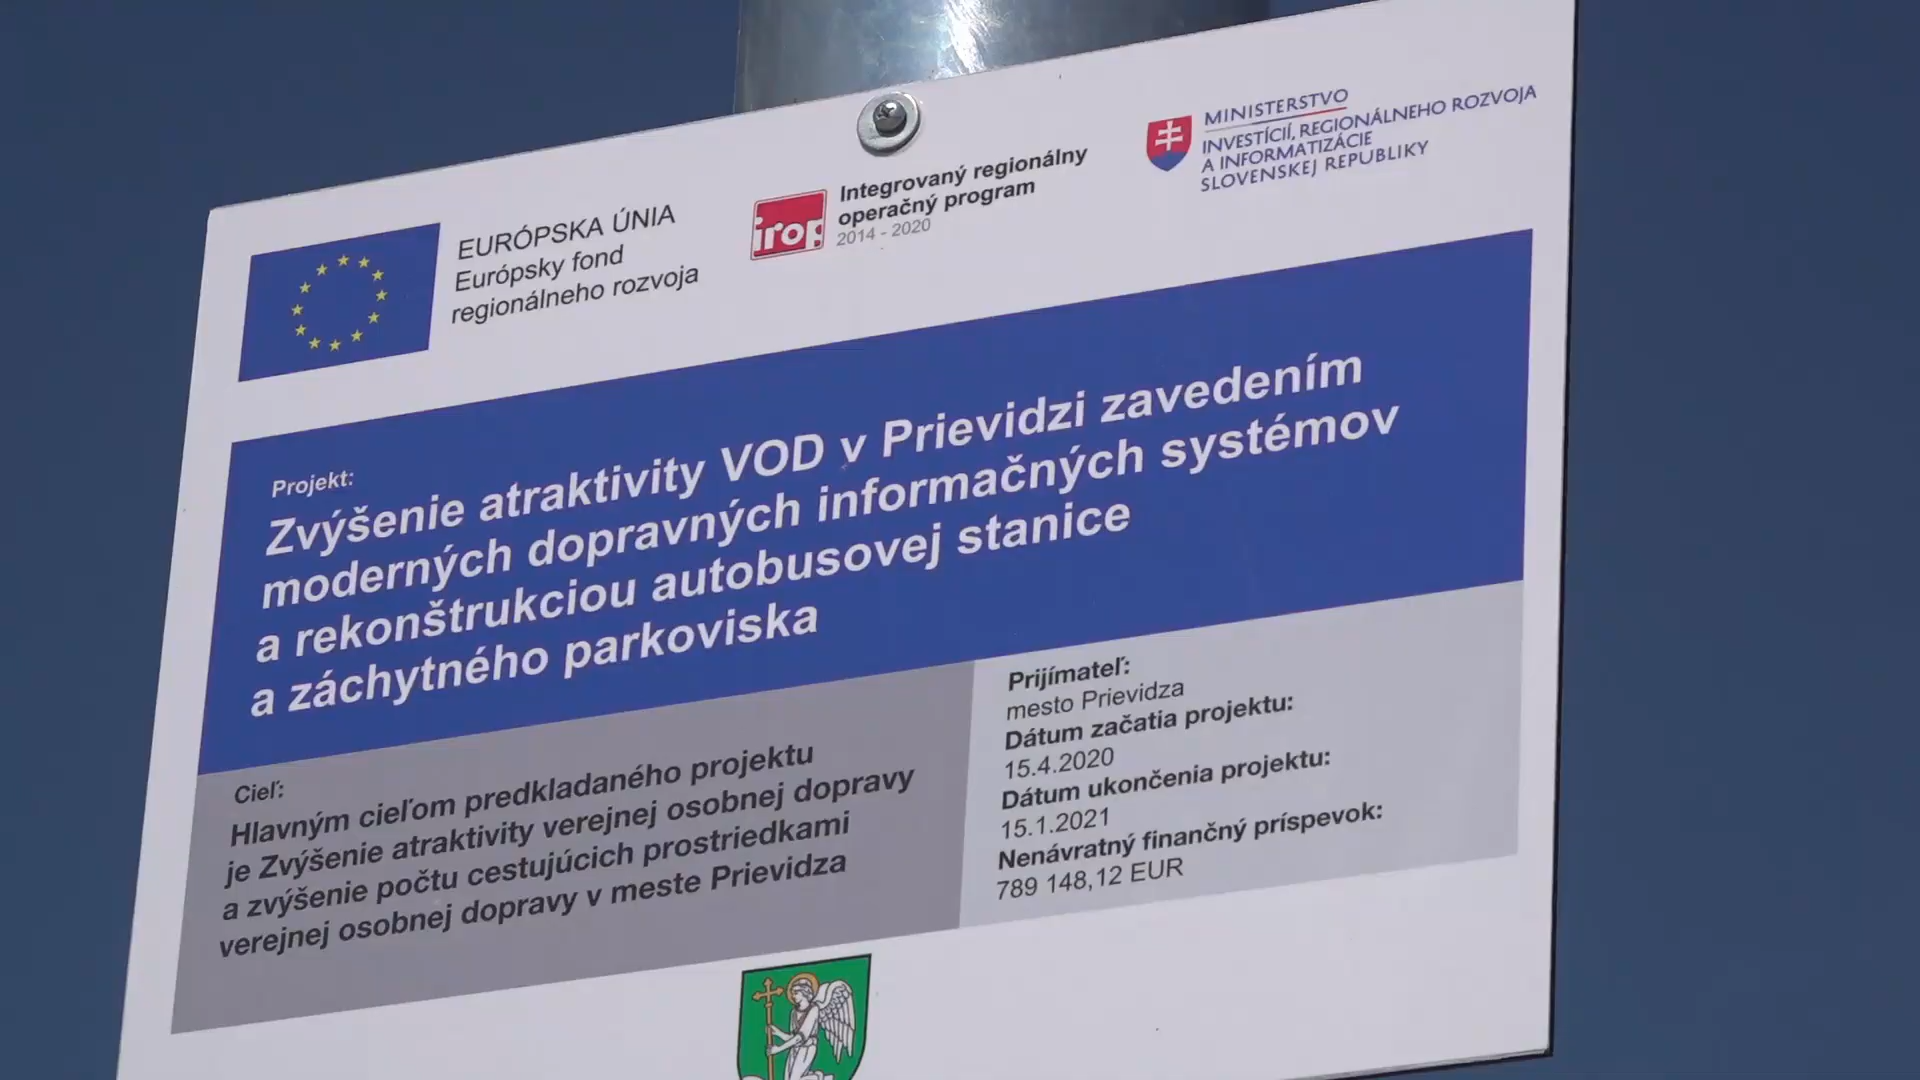 EURÓPSKA ÚNIA
Európsky fond
regionálneho rozvoja
irop
Integrovaný regionálny
operačný program
2014 - 2020
MINISTERSTVO
INVESTÍCIÍ, REGIONÁLNEHO ROZVOJA
A INFORMATIZÁCIE
SLOVENSKEJ REPUBLIKY
Projekt:
Zvýšenie atraktivity VOD v Prievidzi zavedením
moderných dopravných informačných systémov
a rekonštrukciou autobusovej stanice
a záchytného parkoviska
Cieľ:
Hlavným cieľom predkladaného projektu
je Zvýšenie atraktivity verejnej osobnej dopravy
a zvýšenie počtu cestujúcich prostriedkami
verejnej osobnej dopravy v meste Prievidza
Prijímateľ:
mesto Prievidza
Dátum začatia projektu:
15.4.2020
Dátum ukončenia projektu:
15.1.2021
Nenávratný finančný príspevok:
789 148,12 EUR